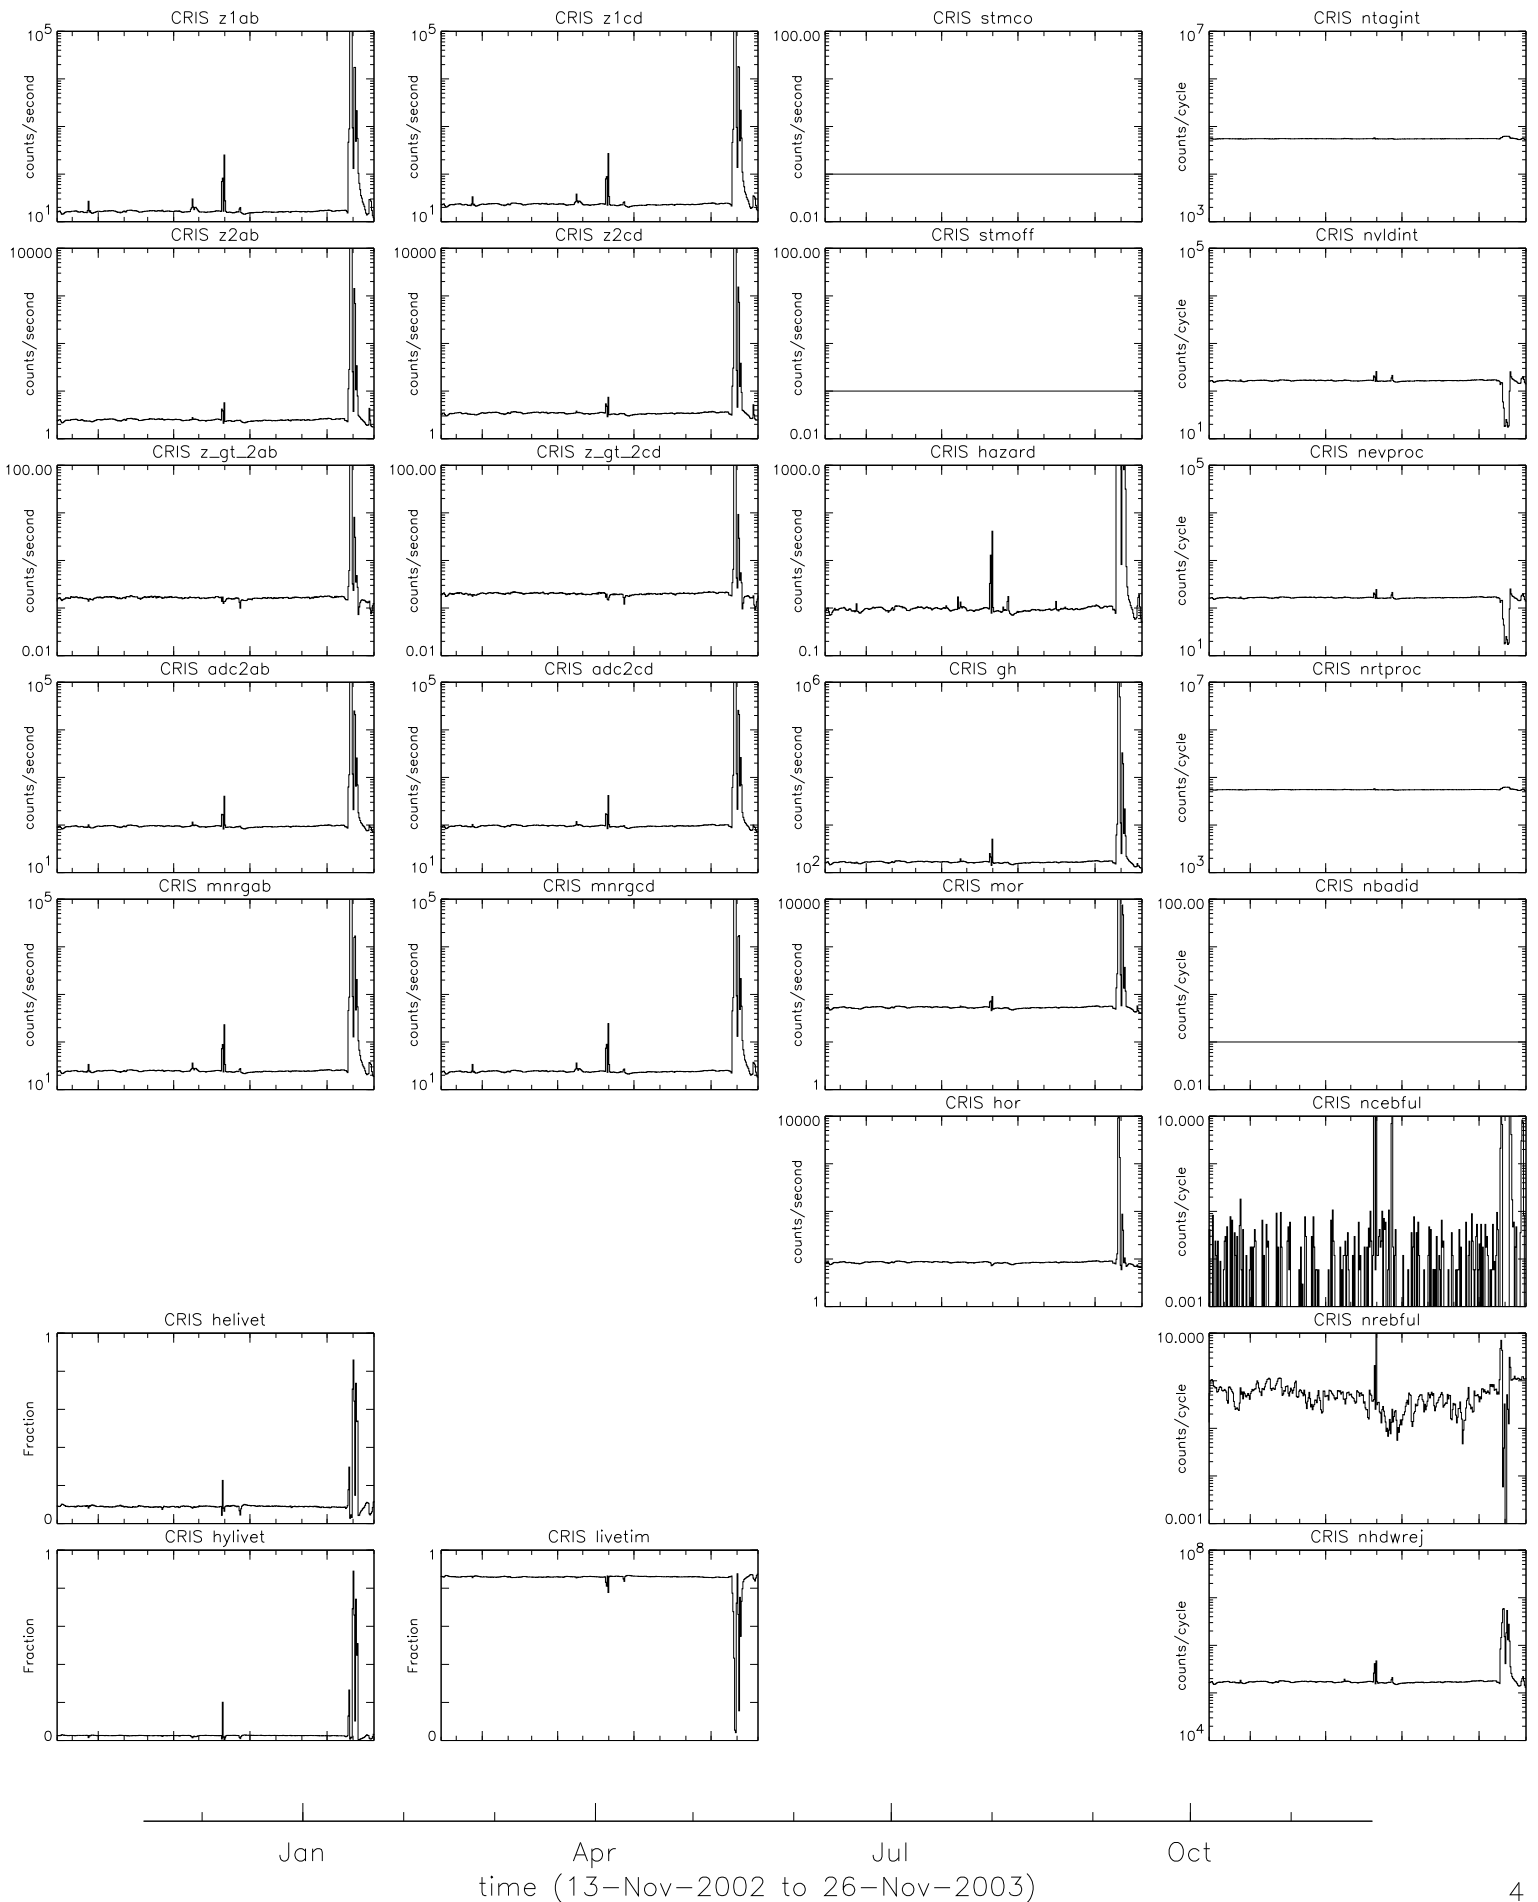 CRIS z1ab
10^5
counts/second
10^1
CRIS z1cd
10^5
counts/second
10^1
CRIS stmco
100.00
counts/second
0.01
CRIS ntagint
10^7
counts/cycle
10^3
CRIS z2ab
10000
counts/second
1
CRIS z2cd
10000
counts/second
1
CRIS stmoff
100.00
counts/second
0.01
CRIS nvldint
10^5
counts/cycle
10^1
CRIS z_gt_2ab
100.00
counts/second
0.01
CRIS z_gt_2cd
100.00
counts/second
0.01
CRIS hazard
1000.0
counts/second
0.1
CRIS nevproc
10^5
counts/cycle
10^1
CRIS adc2ab
10^5
counts/second
10^1
CRIS adc2cd
10^5
counts/second
10^1
CRIS gh
10^6
counts/second
10^2
CRIS nrtproc
10^7
counts/cycle
10^3
CRIS mnrgab
10^5
counts/second
10^1
CRIS mnrgcd
10^5
counts/second
10^1
CRIS mor
10000
counts/second
1
CRIS nbadid
100.00
counts/cycle
0.01
CRIS hor
10000
counts/second
1
CRIS ncebful
10.000
counts/cycle
0.001
CRIS helivet
1
Fraction
0
CRIS nrebful
10.000
counts/cycle
0.001
CRIS hylivet
1
Fraction
0
CRIS livetim
1
Fraction
0
CRIS nhdwrej
10^8
counts/cycle
10^4
Jan Apr Jul Oct
time (13-Nov-2002 to 26-Nov-2003)
4